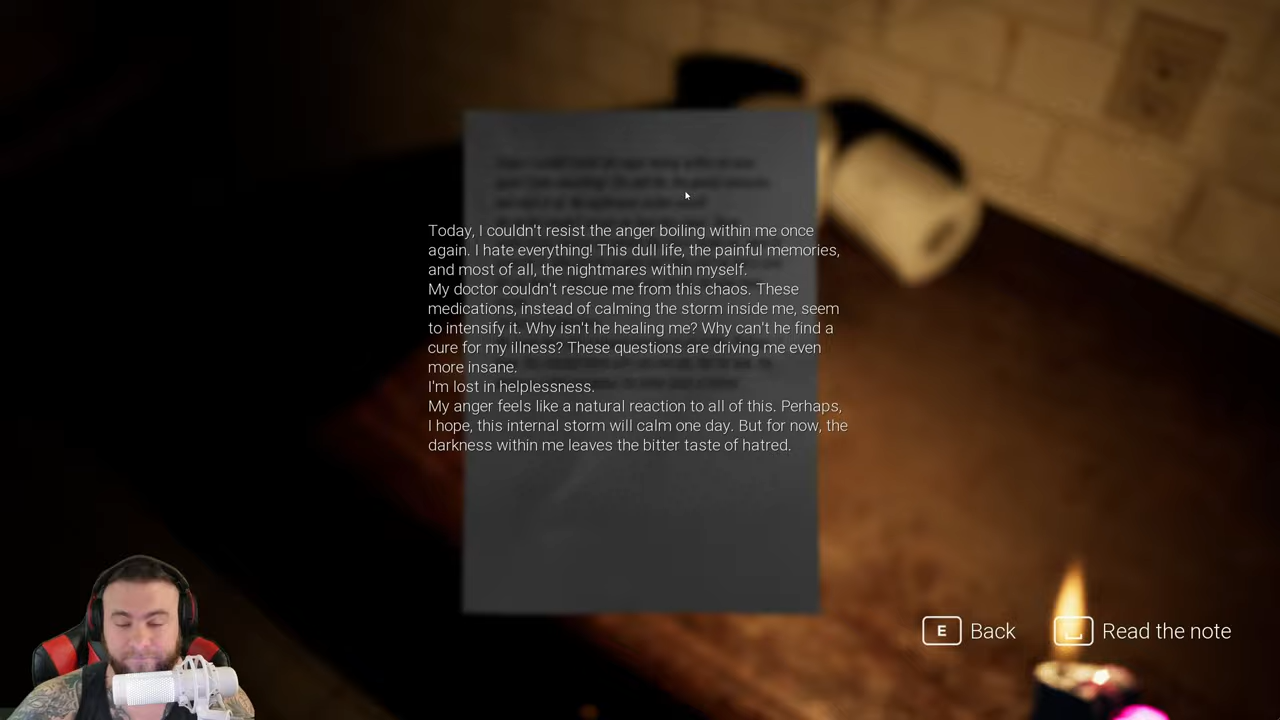 Today, I couldn't resist the anger boiling within me once
again. I hate everything! This dull life, the painful memories,
and most of all, the nightmares within myself.
My doctor couldn't rescue me from this chaos. These
medications, instead of calming the storm inside me, seem
to intensify it. Why isn't he healing me? Why can't he find a
cure for my illness? These questions are driving me even
more insane.
I'm lost in helplessness.
My anger feels like a natural reaction to all of this. Perhaps,
I hope, this internal storm will calm one day. But for now, the
darkness within me leaves the bitter taste of hatred.
E Back
Read the note